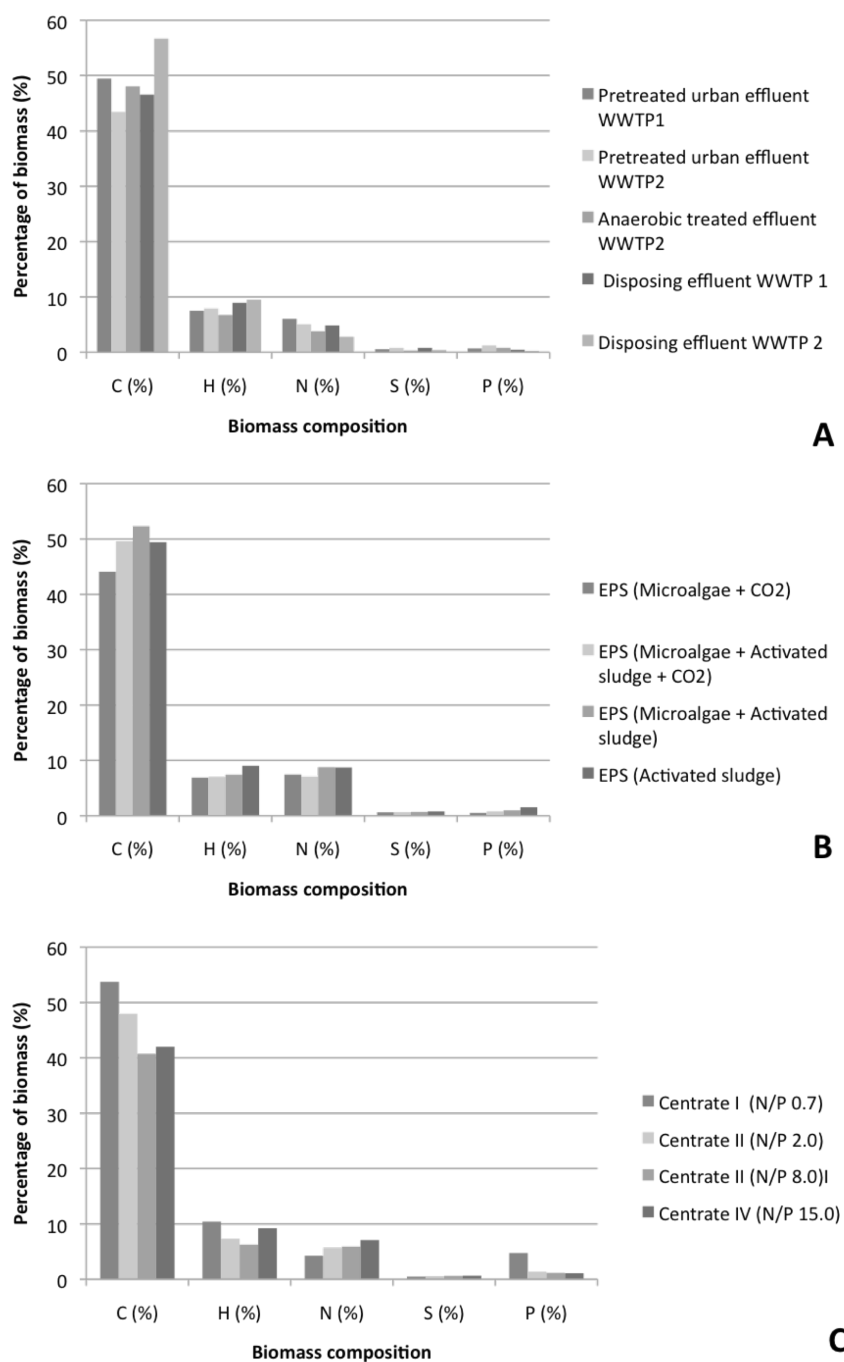 60
50
40
30
20
10
0
Percentage of biomass (%)
C (%) H (%) N (%) S (%) P (%)
Biomass composition
Pretreated urban effluent
WWTP1
Pretreated urban effluent
WWTP2
Anaerobic treated effluent
WWTP2
Disposing effluent WWTP 1
Disposing effluent WWTP 2
A
60
50
40
30
20
10
0
Percentage of biomass (%)
C (%) H (%) N (%) S (%) P (%)
Biomass composition
EPS (Microalgae + CO2)
EPS (Microalgae + Activated
sludge + CO2)
EPS (Microalgae + Activated
sludge)
EPS (Activated sludge)
B
60
50
40
30
20
10
0
Percentage of biomass (%)
C (%) H (%) N (%) S (%) P (%)
Biomass composition
Centrate I (N/P 0.7)
Centrate II (N/P 2.0)
Centrate II (N/P 8.0)I
Centrate IV (N/P 15.0)
C